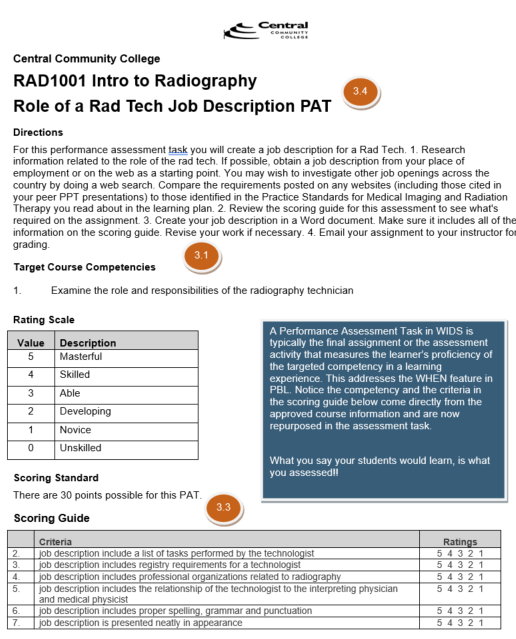 Central
COMMUNITY
COLLEGE
Central Community College
RAD1001 Intro to Radiography
3.4
Role of a Rad Tech Job Description PAT
Directions
For this performance assessment task you will create a job description for a Rad Tech. 1. Research
information related to the role of the rad tech. If possible, obtain a job description from your place of
employment or on the web as a starting point. You may wish to investigate other job openings across the
country by doing a web search. Compare the requirements posted on any websites (including those cited in
your peer PPT presentations) to those identified in the Practice Standards for Medical Imaging and Radiation
Therapy you read about in the learning plan. 2. Review the scoring guide for this assessment to see what's
required on the assignment. 3. Create your job description in a Word document. Make sure it includes all of the
information on the scoring guide. Revise your work if necessary. 4. Email your assignment to your instructor for
grading.
3.1
Target Course Competencies
1. Examine the role and responsibilities of the radiography technician
Rating Scale
Value Description
5 Masterful
4 Skilled
3 Able
2 Developing
1 Novice
0 Unskilled
A Performance Assessment Task in WIDS is
typically the final assignment or the assessment
activity that measures the learner's proficiency of
the targeted competency in a learning
experience. This addresses the WHEN feature in
PBL. Notice the competency and the criteria in
the scoring guide below come directly from the
approved course information and are now
repurposed in the assessment task.
What you say your students would learn, is what
you assessed!!
Scoring Standard
There are 30 points possible for this PAT.
3.3
Scoring Guide
Criteria Ratings
2. job description include a list of tasks performed by the technologist 5 4 3 2 1
3. job description includes registry requirements for a technologist 5 4 3 2 1
4. job description includes professional organizations related to radiography 5 4 3 2 1
5. job description includes the relationship of the technologist to the interpreting physician 5 4 3 2 1
and medical physicist
6. job description includes proper spelling, grammar and punctuation 5 4 3 2 1
7. job description is presented neatly in appearance 5 4 3 2 1